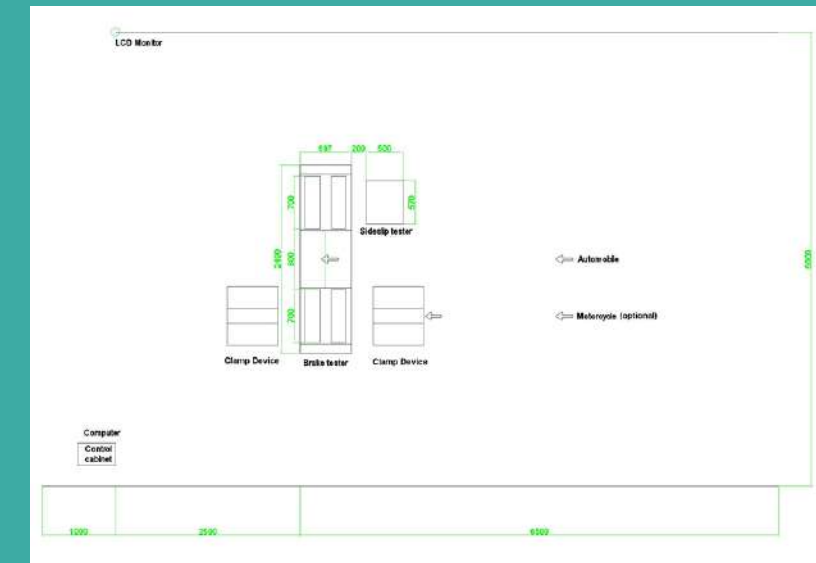 LCD Monitor
697 200 500
700
570
Sideslip tester
2400
800
Automobile
6000
700
Motorcycle (optional)
Clamp Device
Brake tester
Clamp Device
Computer
Control
cabinet
1000
2500
6500